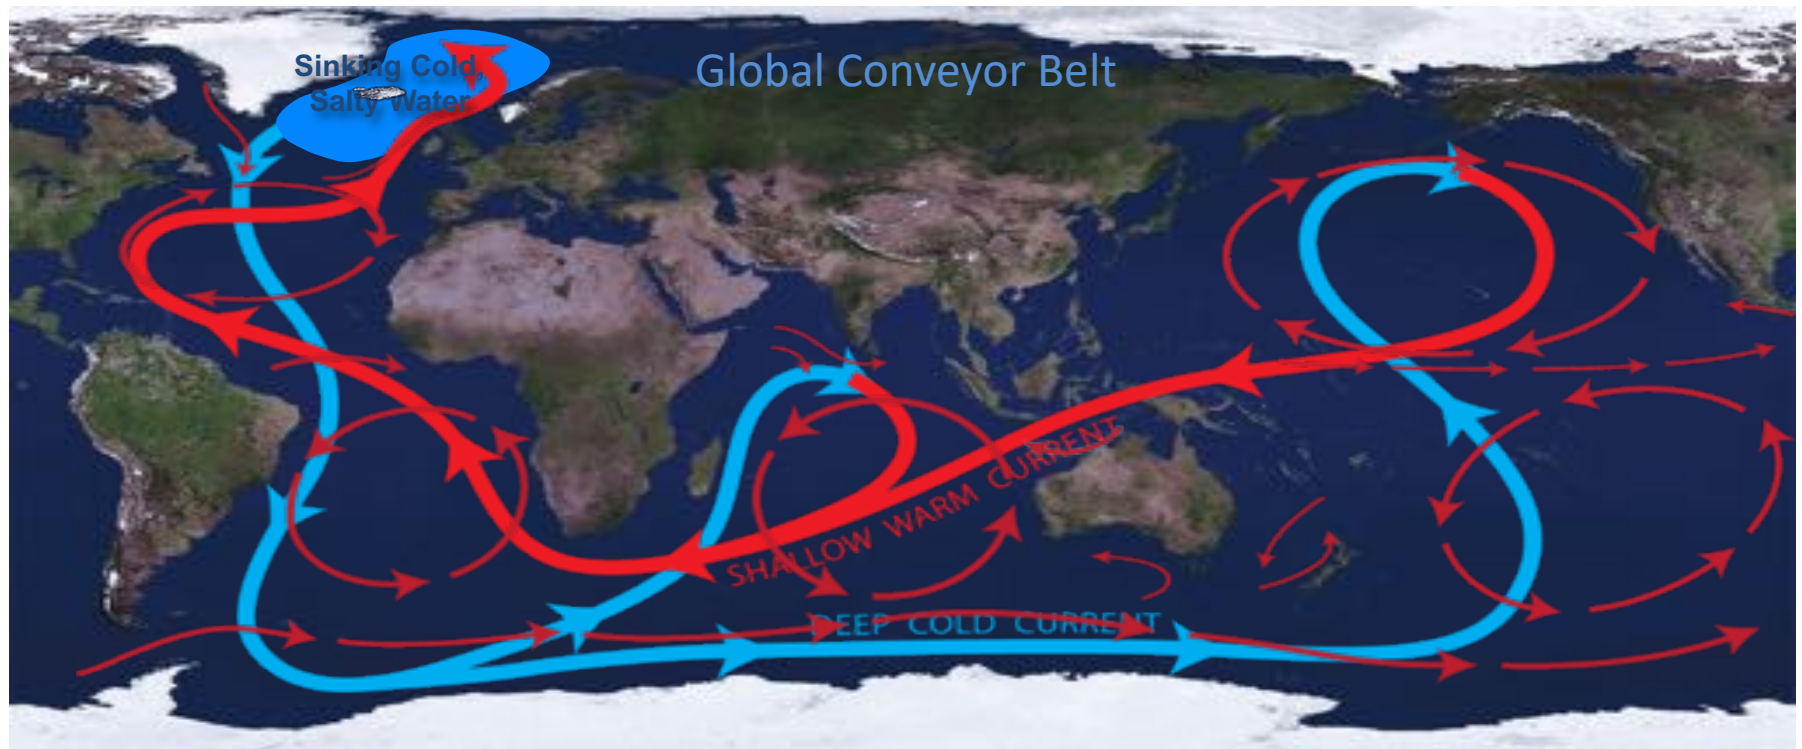 Sinking Cold,
Salty Water
Global Conveyor Belt
SHALLOW WARM CURRENT
DEEP COLD CURRENT